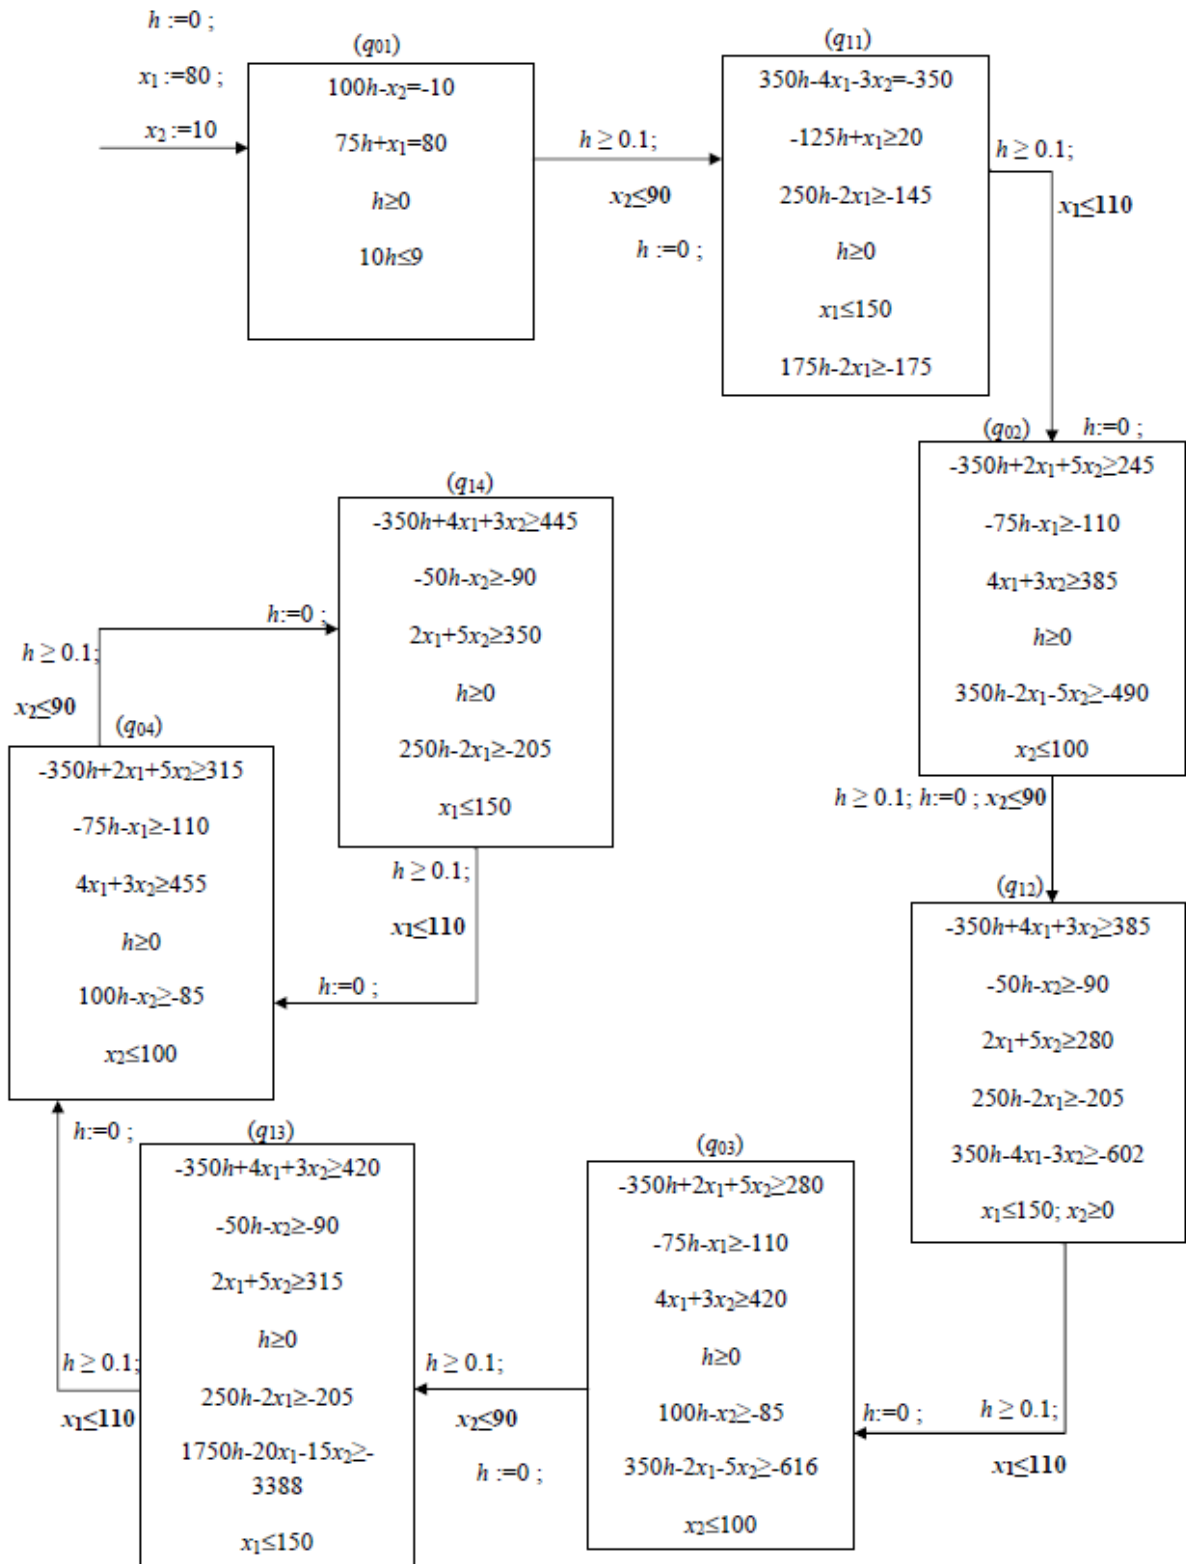 h :=0 ;
x1 :=80 ;
x2 :=10
(q01)
100h-x2=-10
75h+x1=80
h≥0
10h≤9
h ≥ 0.1;
x2≤90
h :=0 ;
(q11)
350h-4x1-3x2=-350
-125h+x1≥20
250h-2x1≥-145
h≥0
x1≤150
175h-2x1≥-175
h ≥ 0.1;
x1≤110
h:=0 ;
(q02)
-350h+2x1+5x2≥245
-75h-x1≥-110
4x1+3x2≥385
h≥0
350h-2x1-5x2≥-490
x2≤100
h ≥ 0.1; h:=0 ; x2≤90
(q12)
-350h+4x1+3x2≥385
-50h-x2≥-90
2x1+5x2≥280
250h-2x1≥-205
350h-4x1-3x2≥-602
x1≤150; x2≥0
h ≥ 0.1;
x1≤110
h:=0 ;
(q03)
-350h+2x1+5x2≥280
-75h-x1≥-110
4x1+3x2≥420
h≥0
100h-x2≥-85
350h-2x1-5x2≥-616
x2≤100
h ≥ 0.1;
x2≤90
h :=0 ;
(q13)
-350h+4x1+3x2≥420
-50h-x2≥-90
2x1+5x2≥315
h≥0
250h-2x1≥-205
1750h-20x1-15x2≥-
3388
x1≤150
h ≥ 0.1;
x1≤110
h:=0 ;
(q04)
-350h+2x1+5x2≥315
-75h-x1≥-110
4x1+3x2≥455
h≥0
100h-x2≥-85
x2≤100
h ≥ 0.1;
x2≤90
h:=0 ;
(q14)
-350h+4x1+3x2≥445
-50h-x2≥-90
2x1+5x2≥350
h≥0
250h-2x1≥-205
x1≤150
h ≥ 0.1;
x1≤110
h:=0 ;